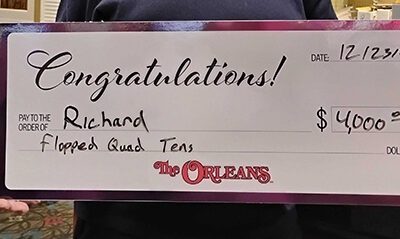 Congratulations!
DATE: 12/23/
PAY TO THE
ORDER OF Richard $ 4,000
Flopped Quad Tens
DOL
The ORLEANS